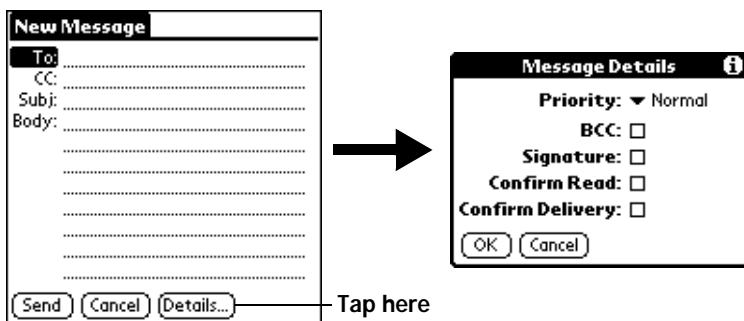 New Message
To:
CC:
Subj:
Body:
Send Cancel Details...
Tap here
Message Details i
Priority: Normal
BCC:
Signature:
Confirm Read:
Confirm Delivery:
OK Cancel